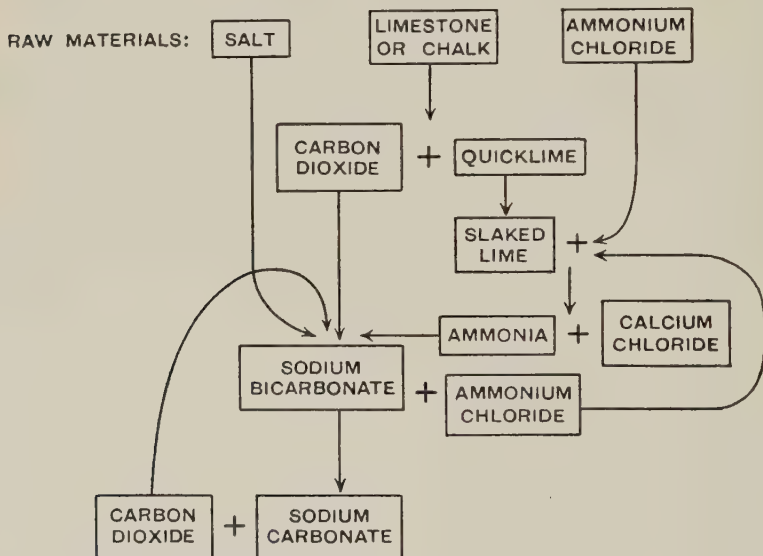 RAW MATERIALS:
SALT
LIMESTONE
OR CHALK
AMMONIUM
CHLORIDE
CARBON
DIOXIDE
+
QUICKLIME
SLAKED
LIME
+
AMMONIA
+
CALCIUM
CHLORIDE
SODIUM
BICARBONATE
+
AMMONIUM
CHLORIDE
CARBON
DIOXIDE
+
SODIUM
CARBONATE